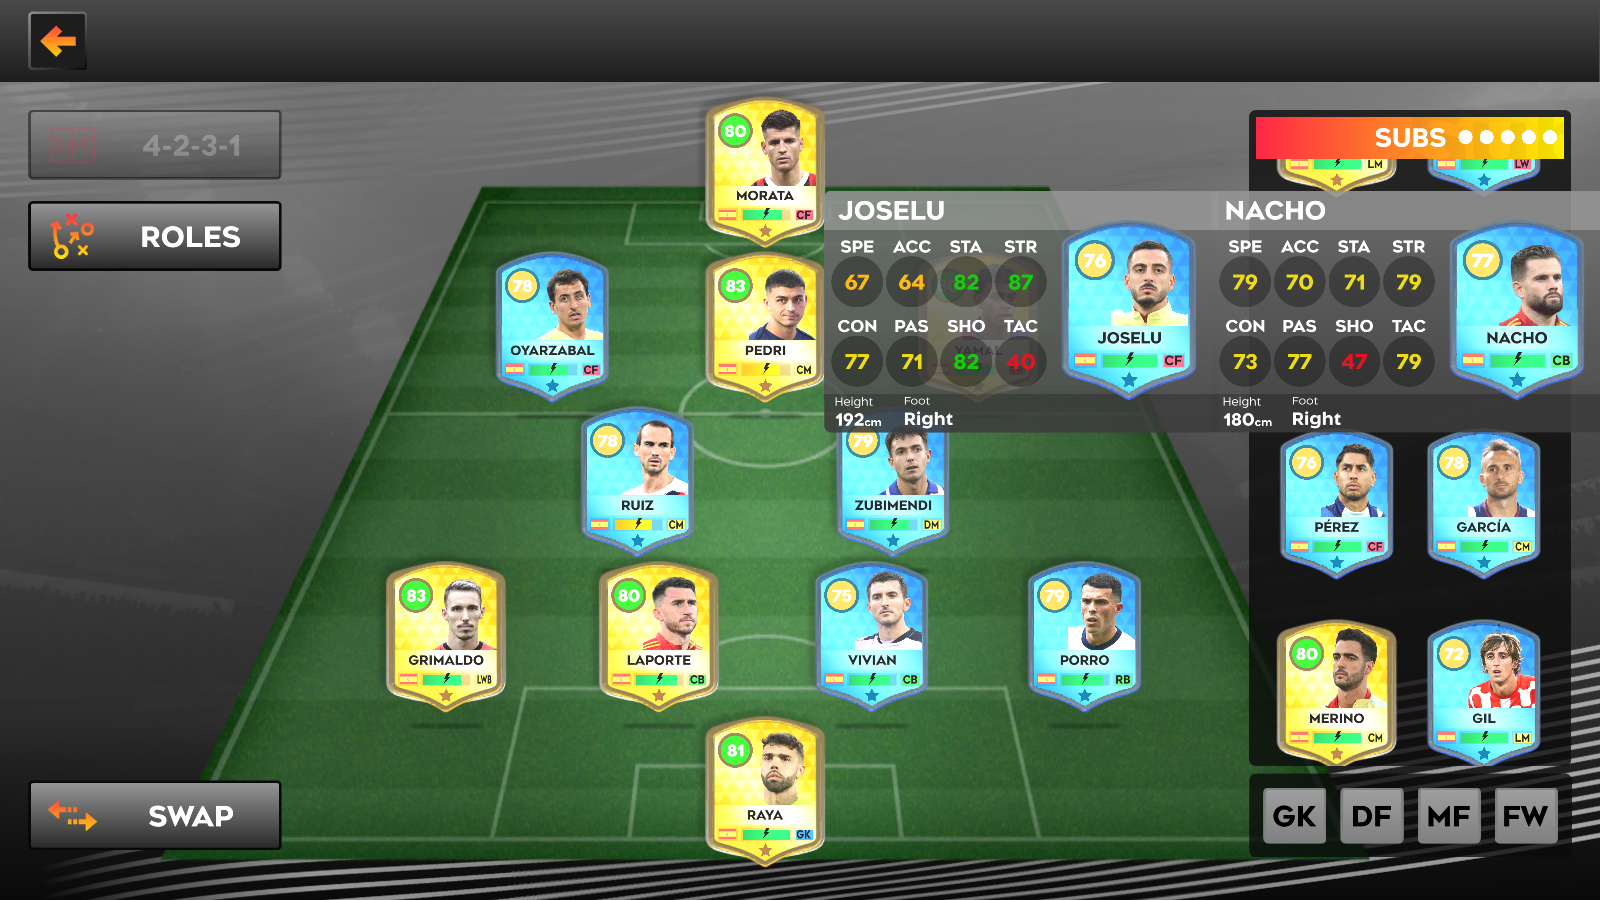 4-2-3-1
ROLES
SWAP
80
MORATA
CF
78
OYARZABAL
CF
83
PEDRI
CM
YAMAL
78
RUIZ
CM
79
ZUBIMENDI
DM
83
GRIMALDO
LWB
80
LAPORTE
CB
75
VIVIAN
CB
79
PORRO
RB
81
RAYA
GK
JOSELU
SPE ACC STA STR
67 64 82 87
CON PAS SHO TAC
77 71 82 40
Height Foot
192cm Right
76
JOSELU
CF
NACHO
SPE ACC STA STR
79 70 71 79
CON PAS SHO TAC
73 77 47 79
Height Foot
180cm Right
77
NACHO
CB
SUBS
LM LW
76
PÉREZ
CF
78
GARCÍA
CM
80
MERINO
CM
72
GIL
LM
GK DF MF FW